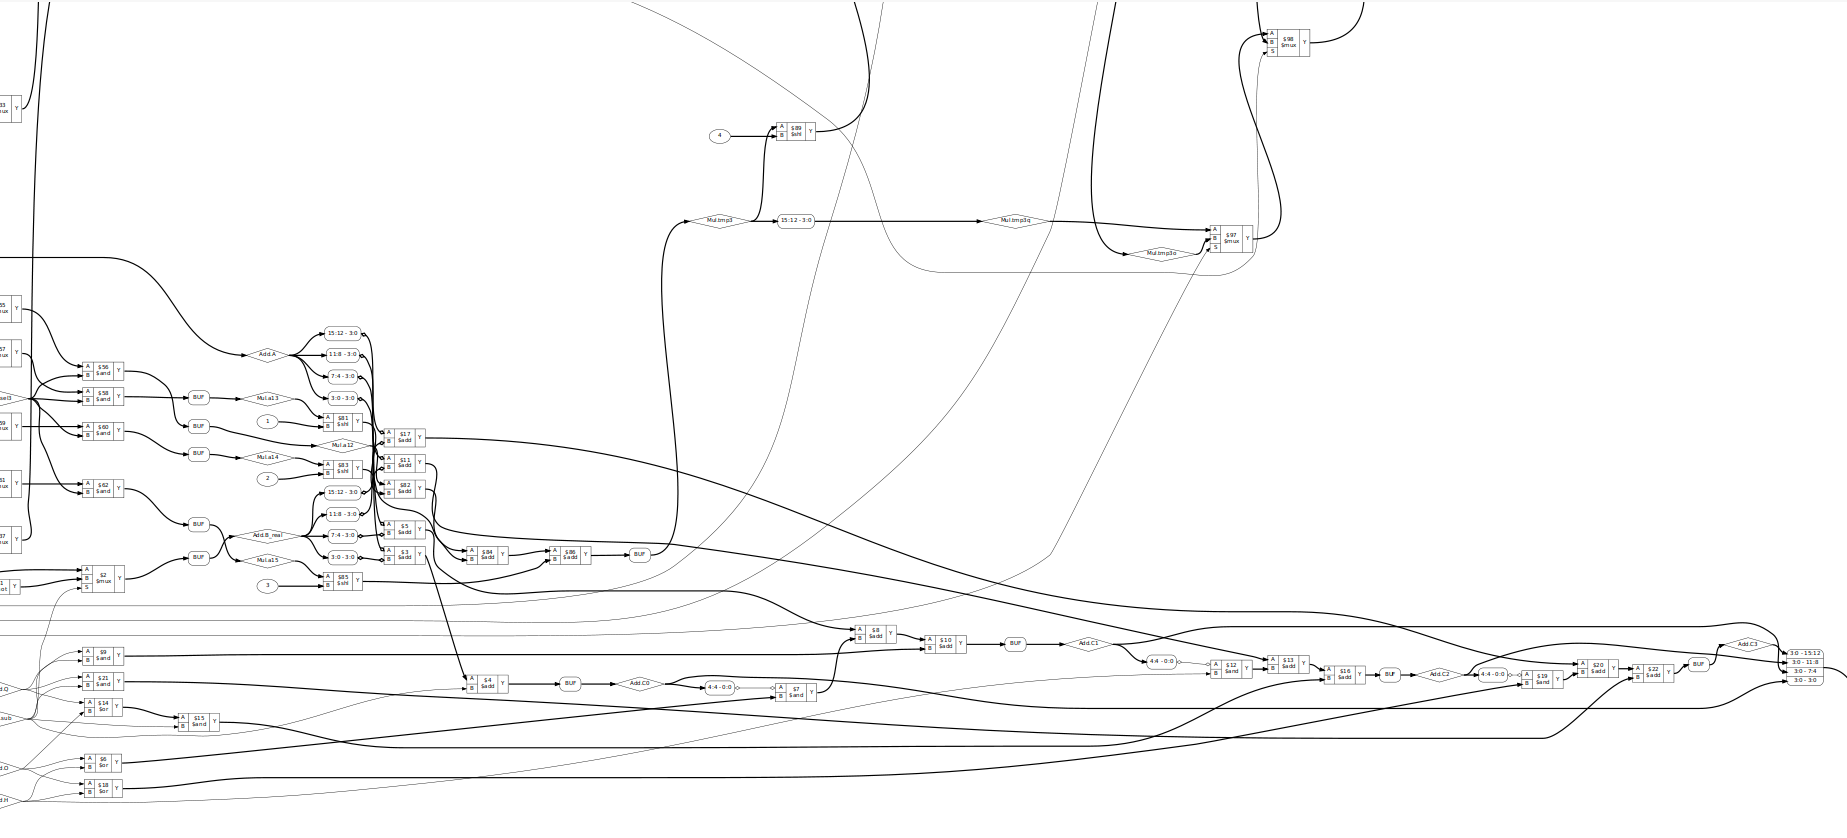 A
B
S
$98
$mux
Y
33
mux
Y
4
A
B
$89
$shl
Y
Mul.tmp3
15:12 - 3:0
Mul.tmp3q
A
B
S
$97
$mux
Y
Mul.tmp3o
55
mux
Y
15:12 - 3:0
Add.A
11:8 - 3:0
57
mux
Y
7:4 - 3:0
A
B
$56
$and
Y
3:0 - 3:0
sel3
A
B
$58
$and
Y
BUF
Mul.a13
1
A
B
$81
$shl
Y
59
mux
Y
A
B
$60
$and
Y
BUF
Mul.a12
A
B
$17
$add
Y
BUF
Mul.a14
A
B
$11
$add
Y
2
A
B
$83
$shl
Y
61
mux
Y
A
B
$62
$and
Y
15:12 - 3:0
A
B
$82
$add
Y
11:8 - 3:0
BUF
Add.B_real
7:4 - 3:0
A
B
$5
$add
Y
37
mux
Y
BUF
Mul.a15
3:0 - 3:0
A
B
$3
$add
Y
A
B
$84
$add
Y
A
B
$86
$add
Y
BUF
1
ot
Y
A
B
S
$2
$mux
Y
3
A
B
$85
$shl
Y
A
B
$8
$add
Y
A
B
$10
$add
Y
BUF
Add.C1
4:4 - 0:0
A
B
$12
$and
Y
A
B
$13
$add
Y
A
B
$16
$add
Y
BUF
Add.C2
4:4 - 0:0
A
B
$19
$and
Y
A
B
$20
$add
Y
A
B
$22
$add
Y
BUF
Add.C3
3:0 - 15:12
3:0 - 11:8
3:0 - 7:4
3:0 - 3:0
A
B
$9
$and
Y
A
B
$21
$and
Y
d.Q
A
B
$14
$or
Y
sub
A
B
$15
$and
Y
A
B
$4
$add
Y
BUF
Add.C0
4:4 - 0:0
A
B
$7
$and
Y
A
B
$6
$or
Y
d.O
A
B
$18
$or
Y
d.H